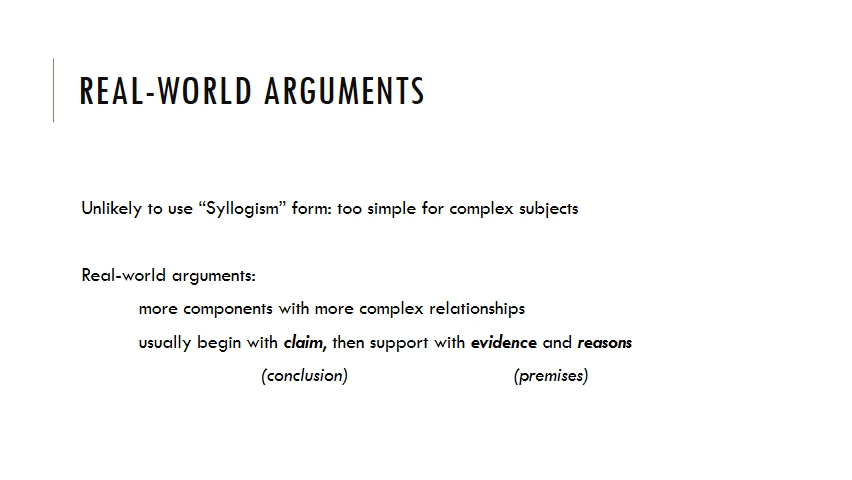 REAL-WORLD ARGUMENTS
Unlikely to use “Syllogism” form: too simple for complex subjects
Real-world arguments:
more components with more complex relationships
usually begin with claim, then support with evidence and reasons
(conclusion) (premises)